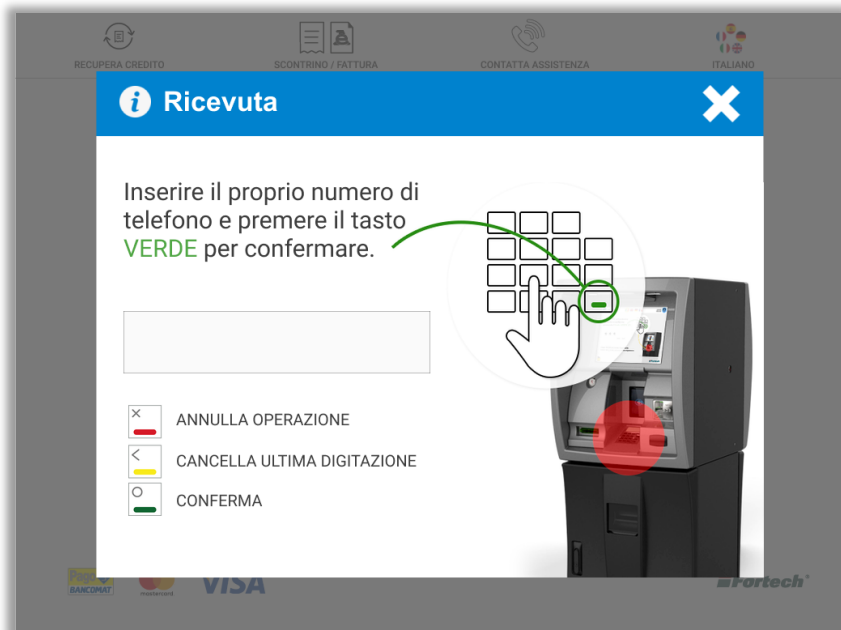 RECUPERA CREDITO
SCONTRINO / FATTURA
CONTATTA ASSISTENZA
ITALIANO
i Ricevuta
Inserire il proprio numero di
telefono e premere il tasto
VERDE per confermare.
ANNULLA OPERAZIONE
CANCELLA ULTIMA DIGITAZIONE
CONFERMA
Pago
BANCOMAT
mastercard
VISA
Fortech